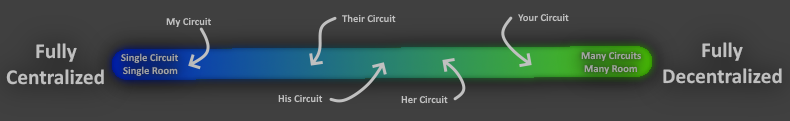 My Circuit
Their Circuit
Your Circuit
Fully
Centralized
Single Circuit
Single Room
Many Circuits
Many Room
Fully
Decentralized
His Circuit
Her Circuit